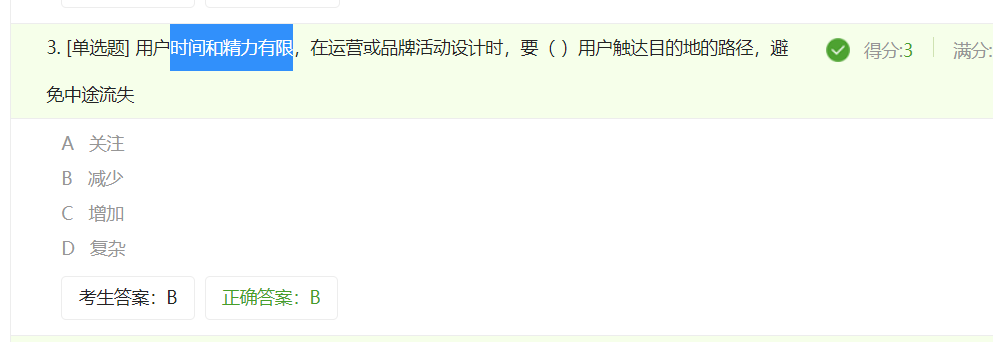 3. [单选题] 用户时间和精力有限，在运营或品牌活动设计时，要（ ）用户触达目的地的路径，避 得分:3 满分:
免中途流失
A 关注
B 减少
C 增加
D 复杂
考生答案：B 正确答案：B